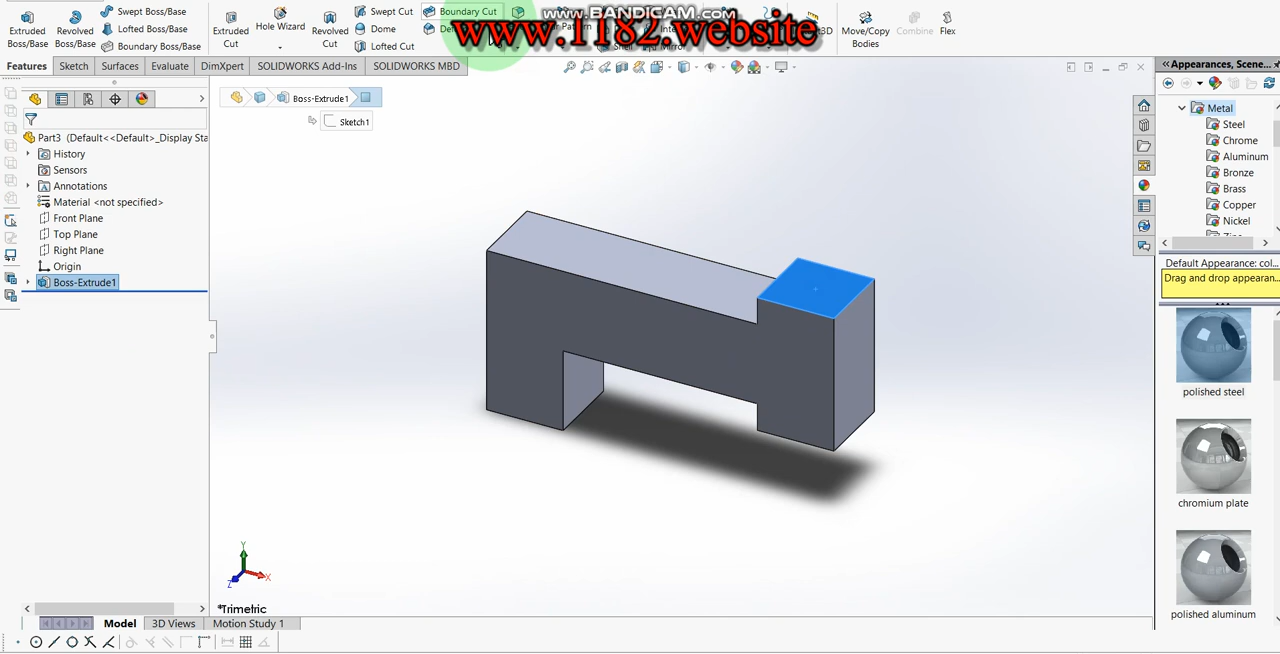 Swept Boss/Base
Lofted Boss/Base
Boundary Boss/Base
Extruded
Boss/Base
Revolved
Boss/Base
Extruded
Cut
Hole Wizard
Revolved
Cut
Swept Cut
Dome
Lofted Cut
Boundary Cut
www.BANDICAM.com
www.1182.website
Shell
Mirror
Move/Copy
Bodies
Combine
Flex
Features
Sketch
Surfaces
Evaluate
DimXpert
SOLIDWORKS Add-Ins
SOLIDWORKS MBD
Boss-Extrude1
Sketch1
Part3 (Default<<Default>_Display Sta
History
Sensors
Annotations
Material <not specified>
Front Plane
Top Plane
Right Plane
Origin
Boss-Extrude1
Y
X
Z
*Trimetric
Model
3D Views
Motion Study 1
Appearances, Scene...
Metal
Steel
Chrome
Aluminum
Bronze
Brass
Copper
Nickel
Default Appearance: col...
Drag and drop appearan...
polished steel
chromium plate
polished aluminum